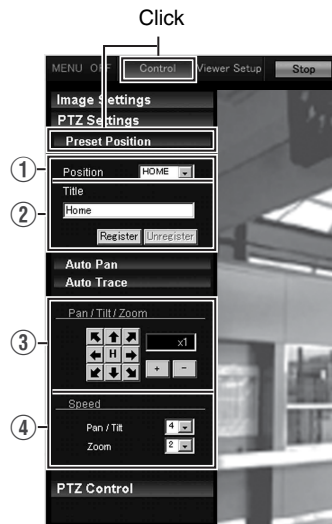 Click
MENU OFF Control Viewer Setup Stop
Image Settings
PTZ Settings
Preset Position
① Position HOME
② Title
Home
Register Unregister
Auto Pan
Auto Trace
③ Pan / Tilt / Zoom
H x1
+ -
④ Speed
Pan / Tilt 4
Zoom 2
PTZ Control